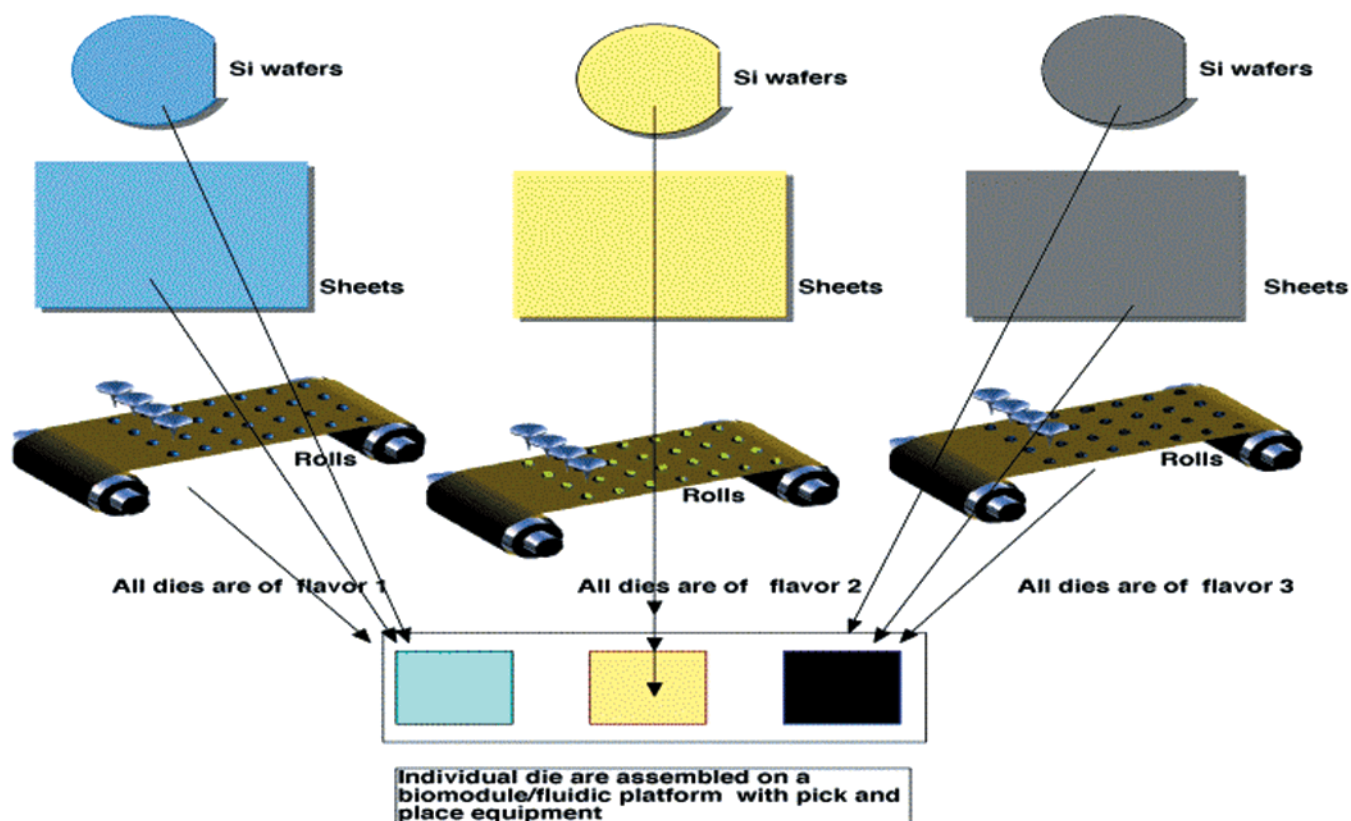 Si wafers
Si wafers
Si wafers
Sheets
Sheets
Sheets
Rolls
Rolls
Rolls
All dies are of flavor 1
All dies are of flavor 2
All dies are of flavor 3
Individual die are assembled on a
biomodule/fluidic platform with pick and
place equipment